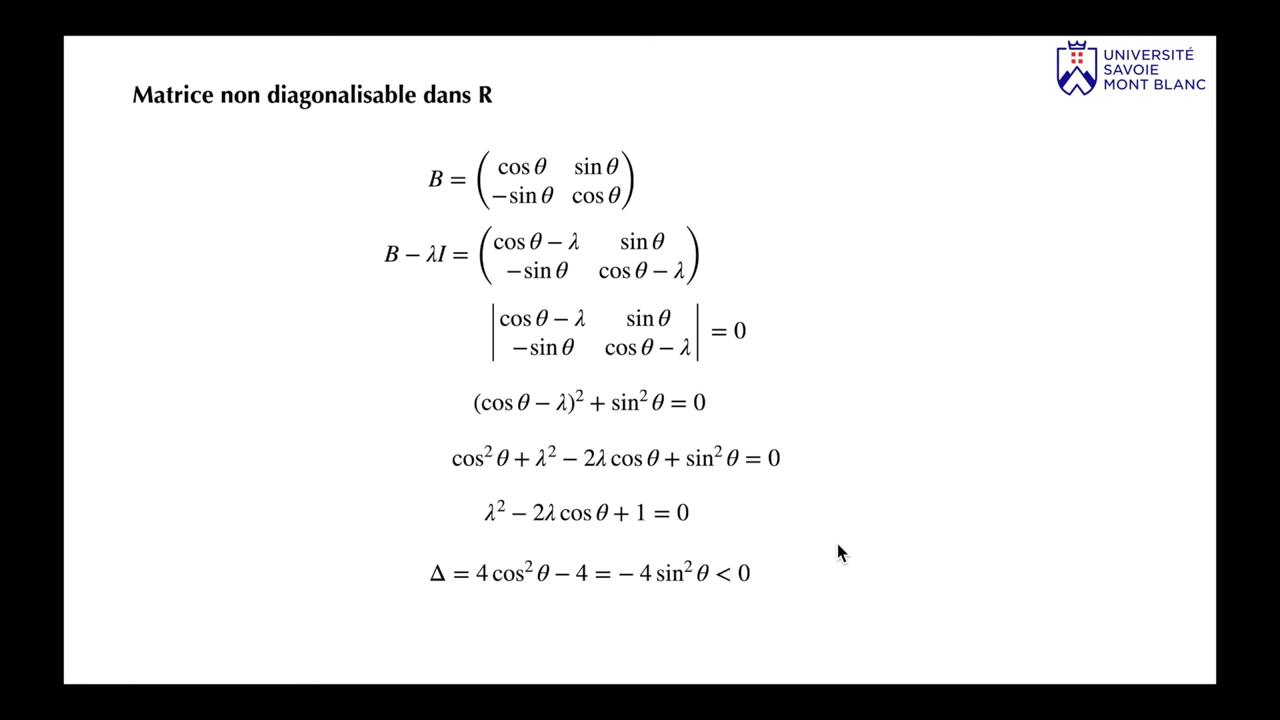 UNIVERSITÉ
SAVOIE
MONT BLANC
Matrice non diagonalisable dans R
B = ( cos θ sin θ
−sin θ cos θ )
B − λI = ( cos θ − λ sin θ
−sin θ cos θ − λ )
| cos θ − λ sin θ
−sin θ cos θ − λ | = 0
(cos θ − λ)² + sin² θ = 0
cos² θ + λ² − 2λ cos θ + sin² θ = 0
λ² − 2λ cos θ + 1 = 0
Δ = 4 cos² θ − 4 = − 4 sin² θ < 0